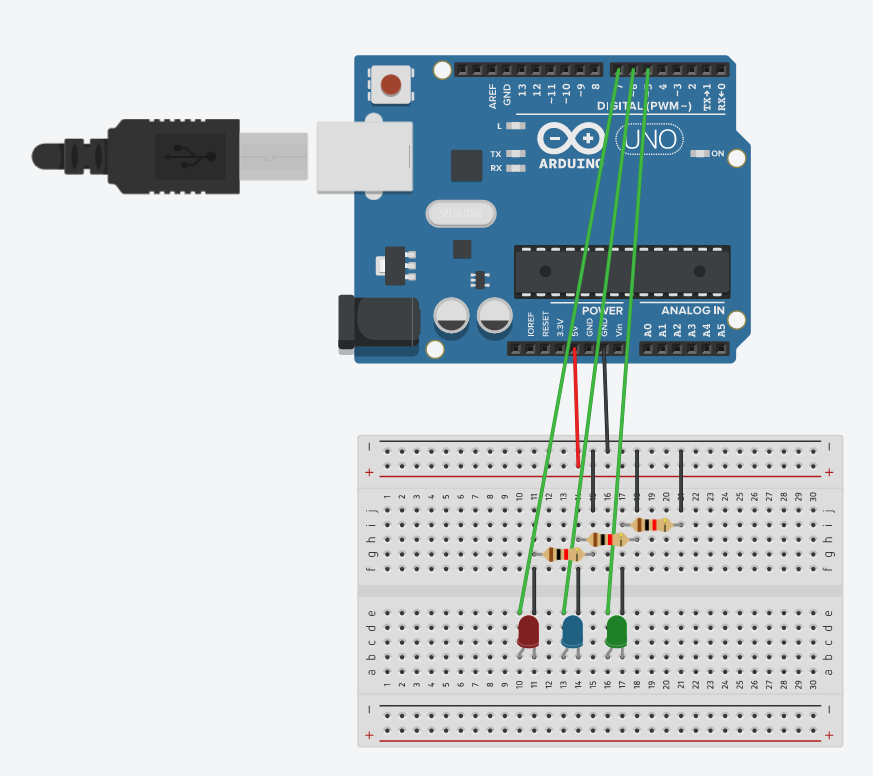 AREF GND 13 12 ~11 ~10 ~9 8 7 ~6 ~5 4 ~3 2 TX→1 RX←0
DIGITAL (PWM~)
L
TX
RX
ARDUINO
UNO
ON
POWER
ANALOG IN
IOREF RESET 3.3V 5V GND GND Vin A0 A1 A2 A3 A4 A5
− −
+ +
1 2 3 4 5 6 7 8 9 10 11 12 13 14 15 16 17 18 19 20 21 22 23 24 25 26 27 28 29 30
j j
i i
h h
g g
f f
e e
d d
c c
b b
a a
1 2 3 4 5 6 7 8 9 10 11 12 13 14 15 16 17 18 19 20 21 22 23 24 25 26 27 28 29 30
− −
+ +